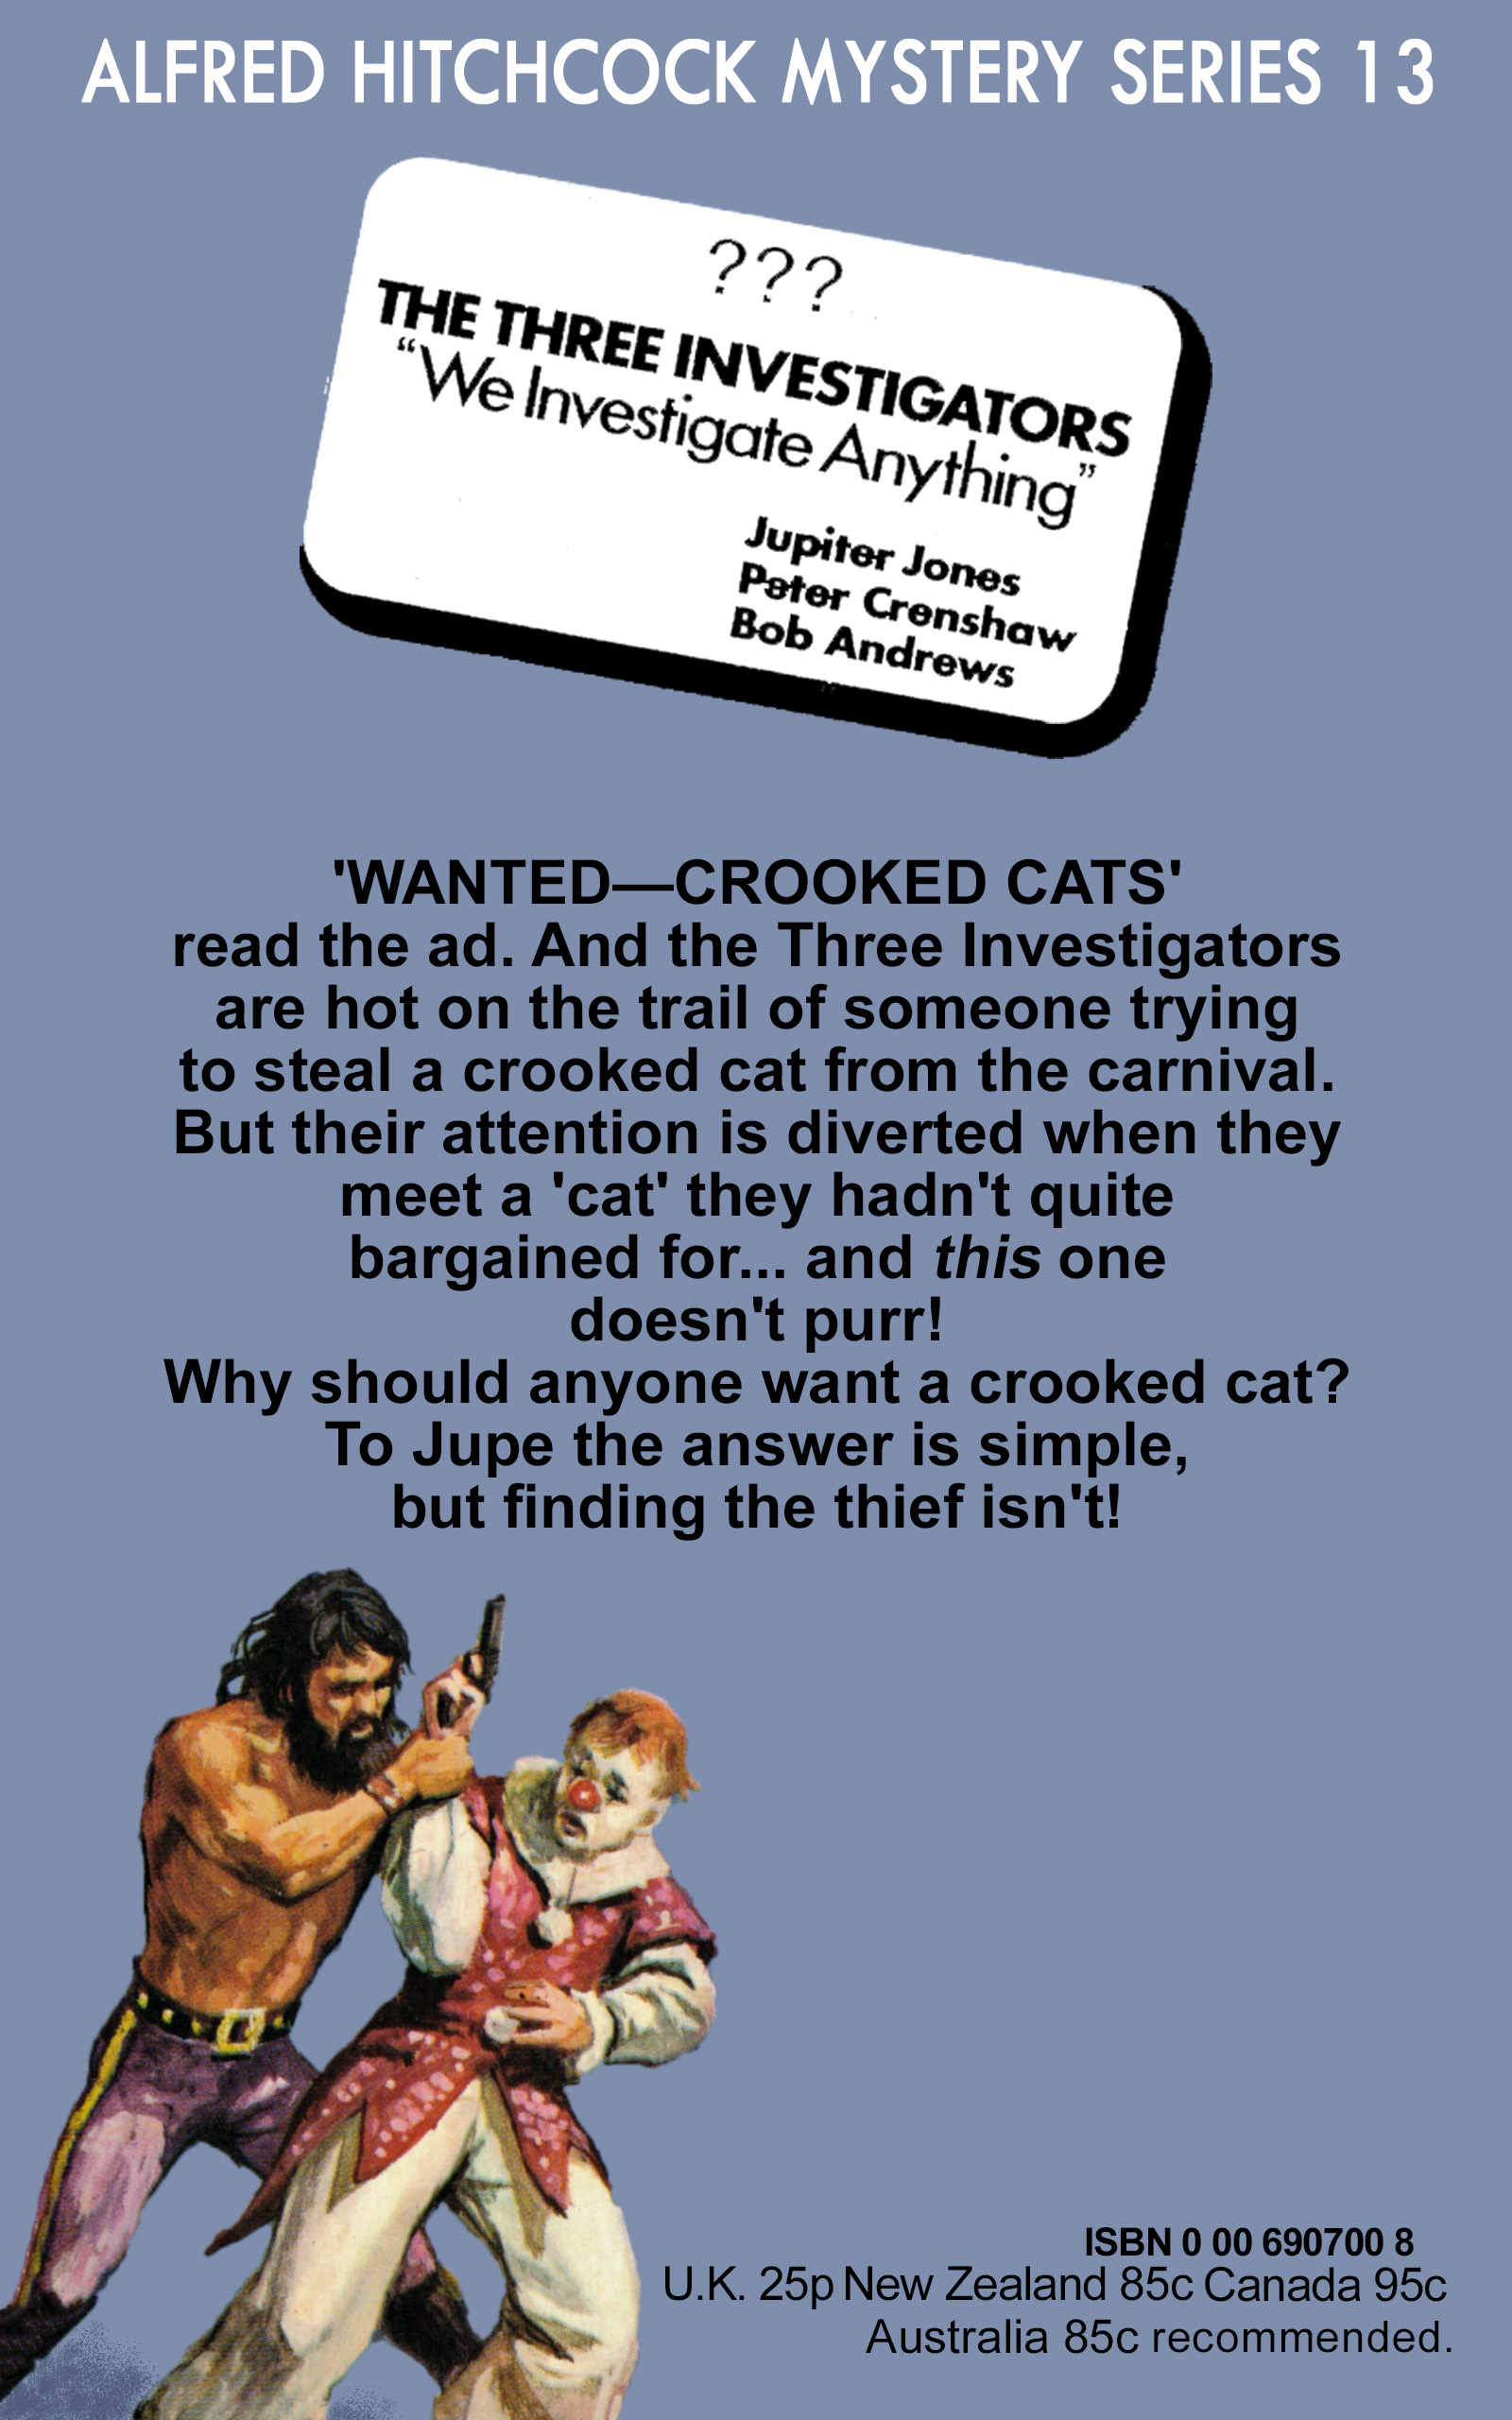 ALFRED HITCHCOCK MYSTERY SERIES 13
???
THE THREE INVESTIGATORS
“We Investigate Anything”
Jupiter Jones
Peter Crenshaw
Bob Andrews
'WANTED—CROOKED CATS'
read the ad. And the Three Investigators
are hot on the trail of someone trying
to steal a crooked cat from the carnival.
But their attention is diverted when they
meet a 'cat' they hadn't quite
bargained for... and this one
doesn't purr!
Why should anyone want a crooked cat?
To Jupe the answer is simple,
but finding the thief isn't!
ISBN 0 00 690700 8
U.K. 25p New Zealand 85c Canada 95c
Australia 85c recommended.